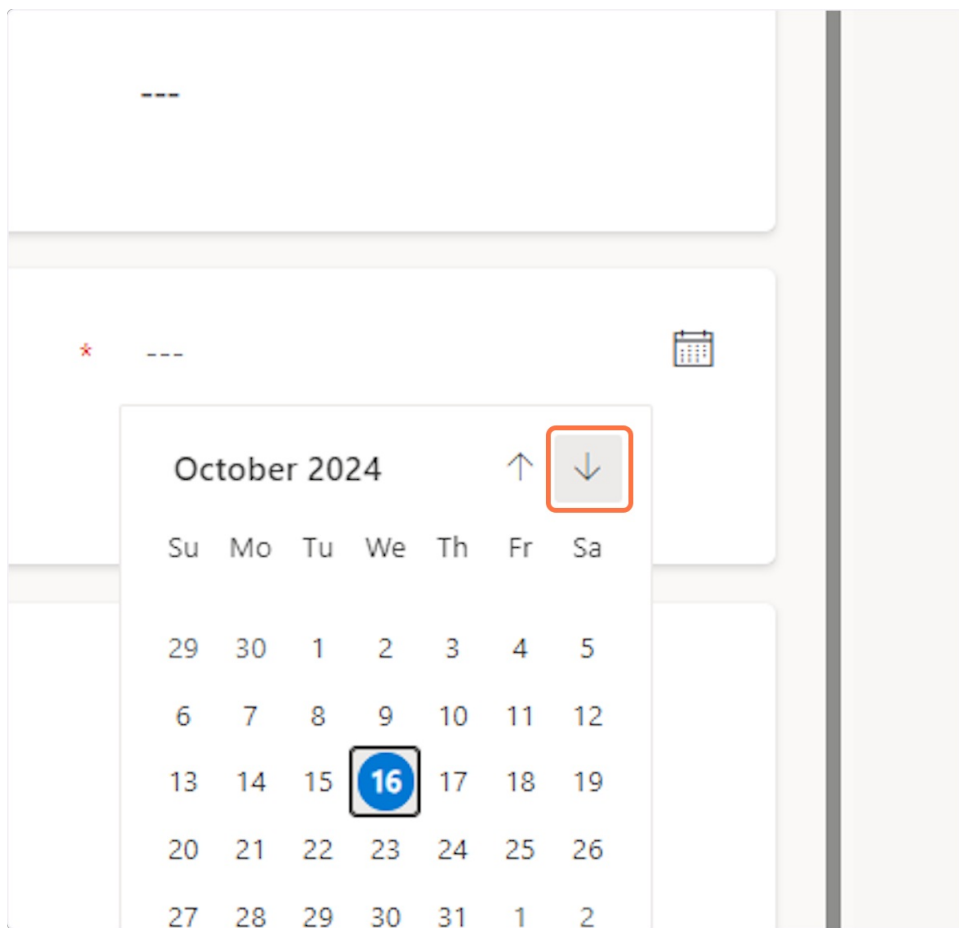 ---
* ---
October 2024 ↑ ↓
Su Mo Tu We Th Fr Sa
29 30 1 2 3 4 5
6 7 8 9 10 11 12
13 14 15 16 17 18 19
20 21 22 23 24 25 26
27 28 29 30 31 1 2